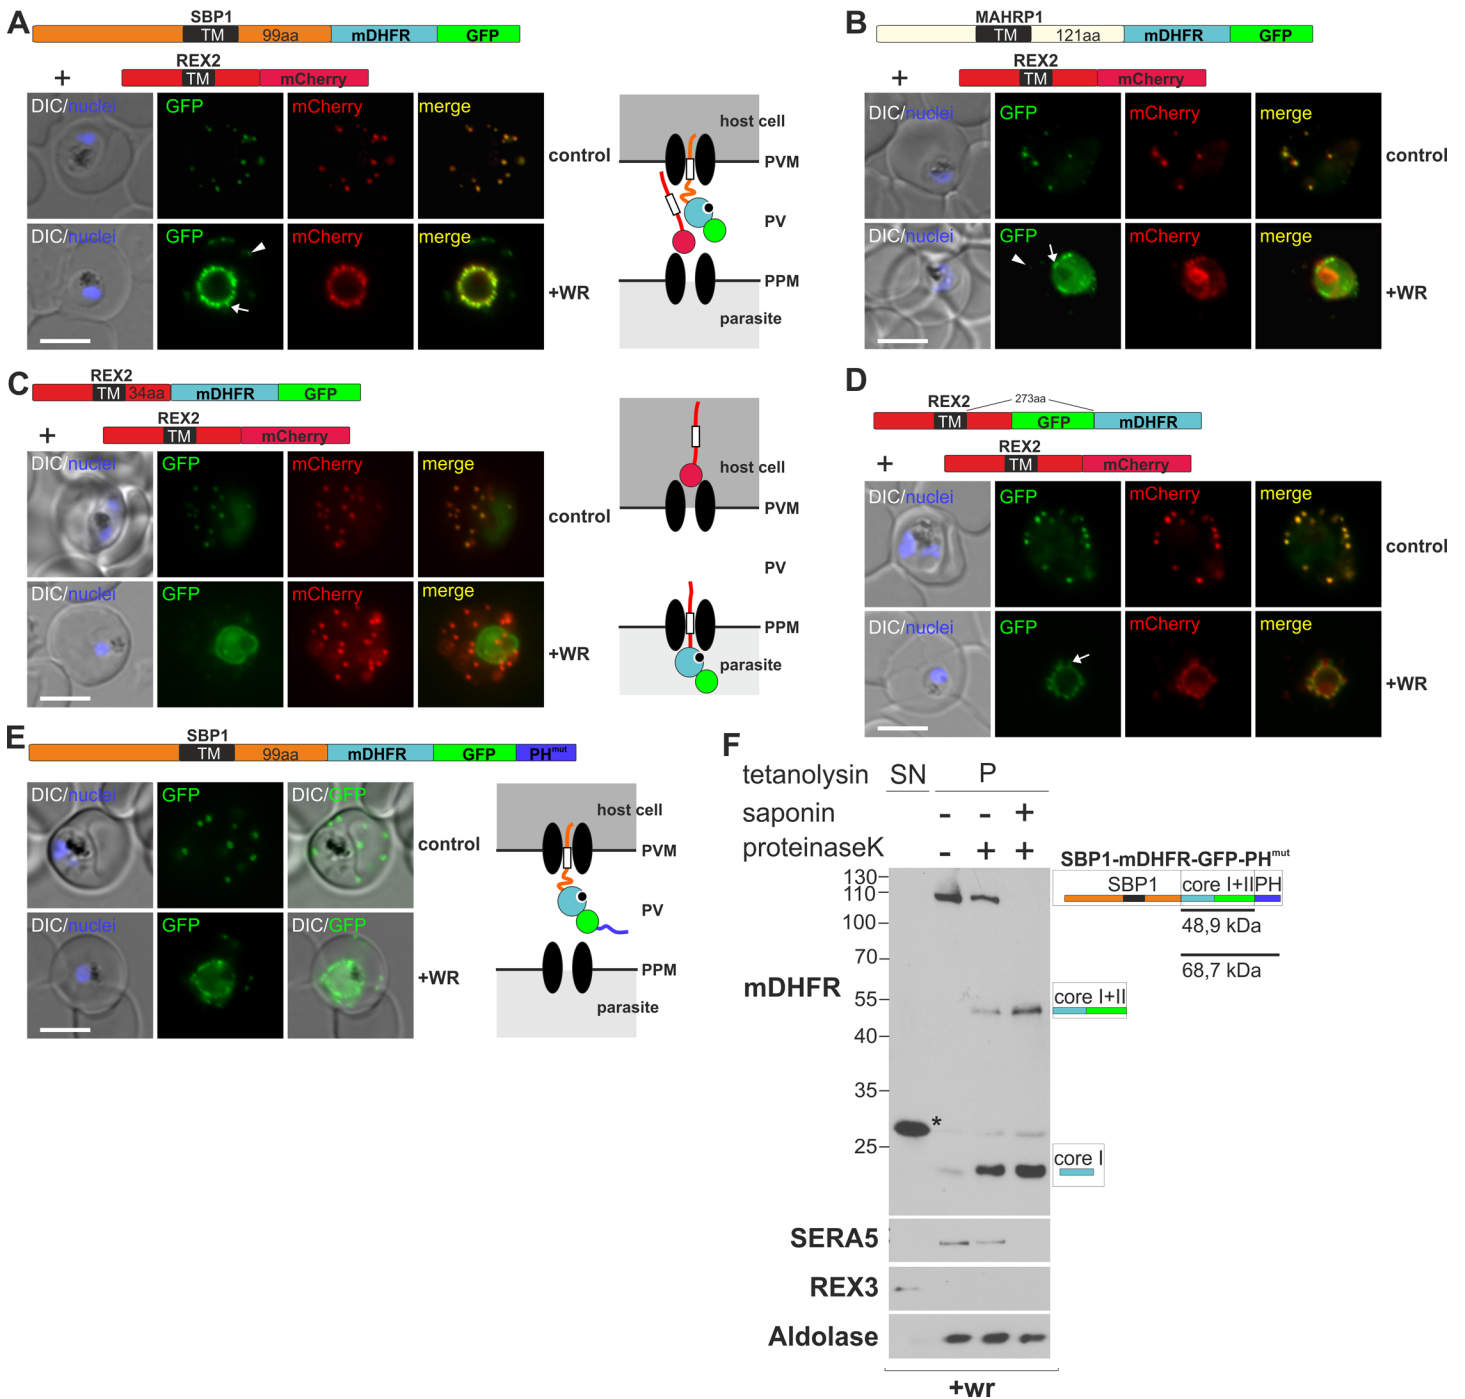 A
SBP1
TM 99aa mDHFR GFP
REX2
+ TM mCherry
DIC/nuclei GFP mCherry merge
control
DIC/nuclei GFP mCherry merge
+WR
host cell
PVM
PV
PPM
parasite
B
MAHRP1
TM 121aa mDHFR GFP
REX2
+ TM mCherry
DIC/nuclei GFP mCherry merge
control
DIC/nuclei GFP mCherry merge
+WR
C
REX2
TM 34aa mDHFR GFP
REX2
+ TM mCherry
DIC/nuclei GFP mCherry merge
control
DIC/nuclei GFP mCherry merge
+WR
host cell
PVM
PV
PPM
parasite
D
REX2 273aa
TM GFP mDHFR
REX2
+ TM mCherry
DIC/nuclei GFP mCherry merge
control
DIC/nuclei GFP mCherry merge
+WR
E
SBP1
TM 99aa mDHFR GFP PHmut
DIC/nuclei GFP DIC/GFP
control
DIC/nuclei GFP DIC/GFP
+WR
host cell
PVM
PV
PPM
parasite
F
tetanolysin SN P
saponin - - +
proteinaseK - + +
130
110
100
70
55
40
35
25
mDHFR
*
SBP1-mDHFR-GFP-PHmut
SBP1 core I+II PH
48,9 kDa
68,7 kDa
core I+II
core I
SERA5
REX3
Aldolase
+wr